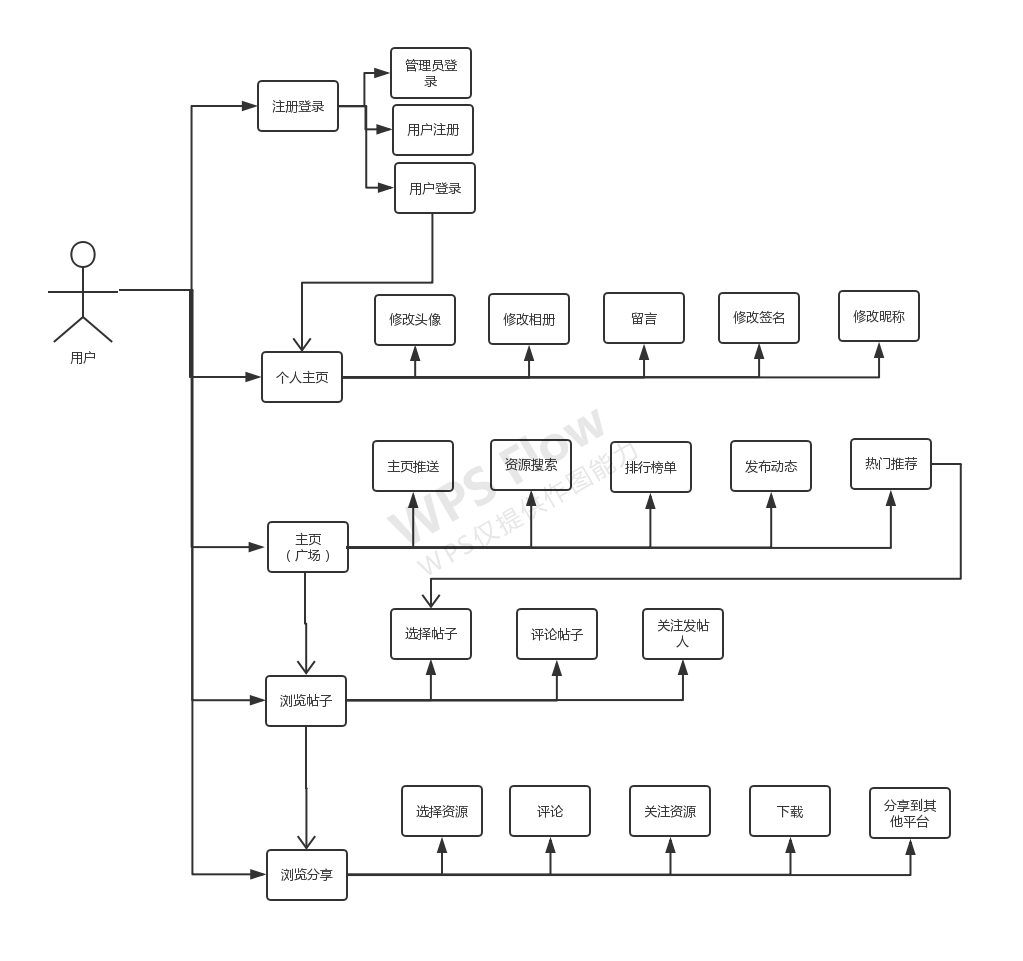 管理员登
录
注册登录
用户注册
用户登录
用户
修改头像
修改相册
留言
修改签名
修改昵称
个人主页
主页推送
资源搜索
排行榜单
发布动态
热门推荐
WPS Flow
WPS仅提供作图能力
主页
（广场）
选择帖子
评论帖子
关注发帖
人
浏览帖子
选择资源
评论
关注资源
下载
分享到其
他平台
浏览分享